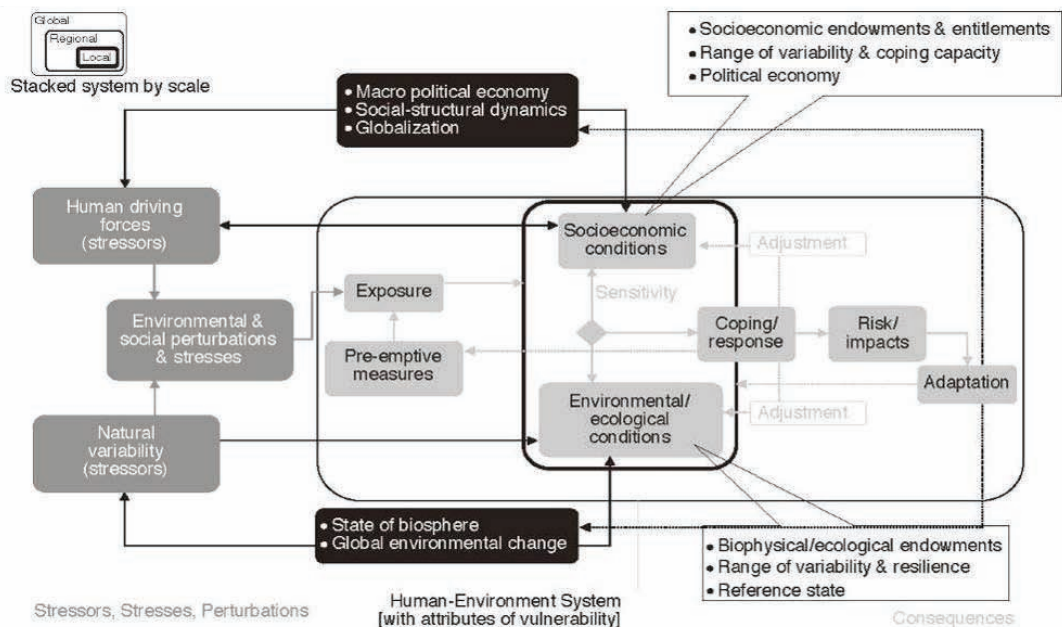 Global
Regional
Local
Stacked system by scale
• Macro political economy
• Social-structural dynamics
• Globalization
• Socioeconomic endowments & entitlements
• Range of variability & coping capacity
• Political economy
Human driving
forces
(stressors)
Socioeconomic
conditions
Adjustment
Exposure
Sensitivity
Environmental &
social perturbations
& stresses
Pre-emptive
measures
Coping/
response
Risk/
impacts
Adaptation
Environmental/
ecological
conditions
Adjustment
Natural
variability
(stressors)
• State of biosphere
• Global environmental change
• Biophysical/ecological endowments
• Range of variability & resilience
• Reference state
Stressors, Stresses, Perturbations
Human-Environment System
[with attributes of vulnerability]
Consequences